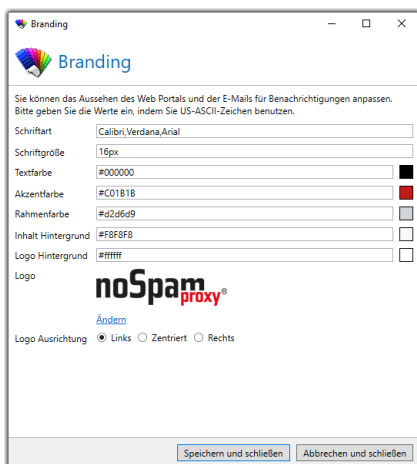 Branding
Branding
Sie können das Aussehen des Web Portals und der E-Mails für Benachrichtigungen anpassen.
Bitte geben Sie die Werte ein, indem Sie US-ASCII-Zeichen benutzen.
Schriftart Calibri,Verdana,Arial
Schriftgröße 16px
Textfarbe #000000
Akzentfarbe #C01B1B
Rahmenfarbe #d2d6d9
Inhalt Hintergrund #F8F8F8
Logo Hintergrund #ffffff
Logo noSpam
proxy®
Ändern
Logo Ausrichtung Links Zentriert Rechts
Speichern und schließen Abbrechen und schließen